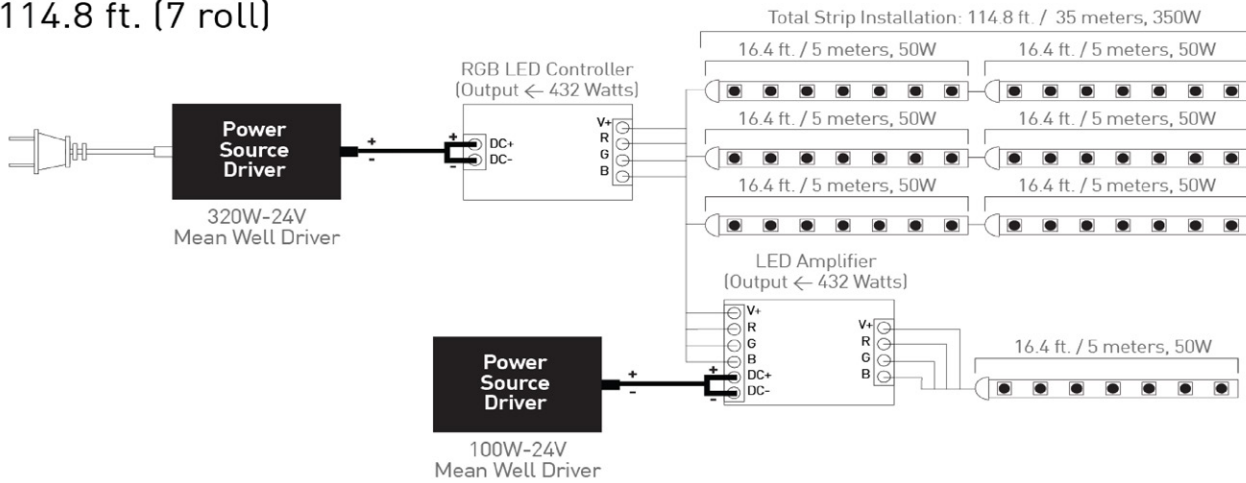 114.8 ft. (7 roll)
Total Strip Installation: 114.8 ft. / 35 meters, 350W
16.4 ft. / 5 meters, 50W
16.4 ft. / 5 meters, 50W
RGB LED Controller
(Output ← 432 Watts)
Power
Source
Driver
+
-
+
-
DC+
DC-
V+
R
G
B
16.4 ft. / 5 meters, 50W
16.4 ft. / 5 meters, 50W
16.4 ft. / 5 meters, 50W
16.4 ft. / 5 meters, 50W
320W-24V
Mean Well Driver
LED Amplifier
(Output ← 432 Watts)
V+
R
G
B
DC+
DC-
V+
R
G
B
16.4 ft. / 5 meters, 50W
Power
Source
Driver
+
-
+
-
100W-24V
Mean Well Driver